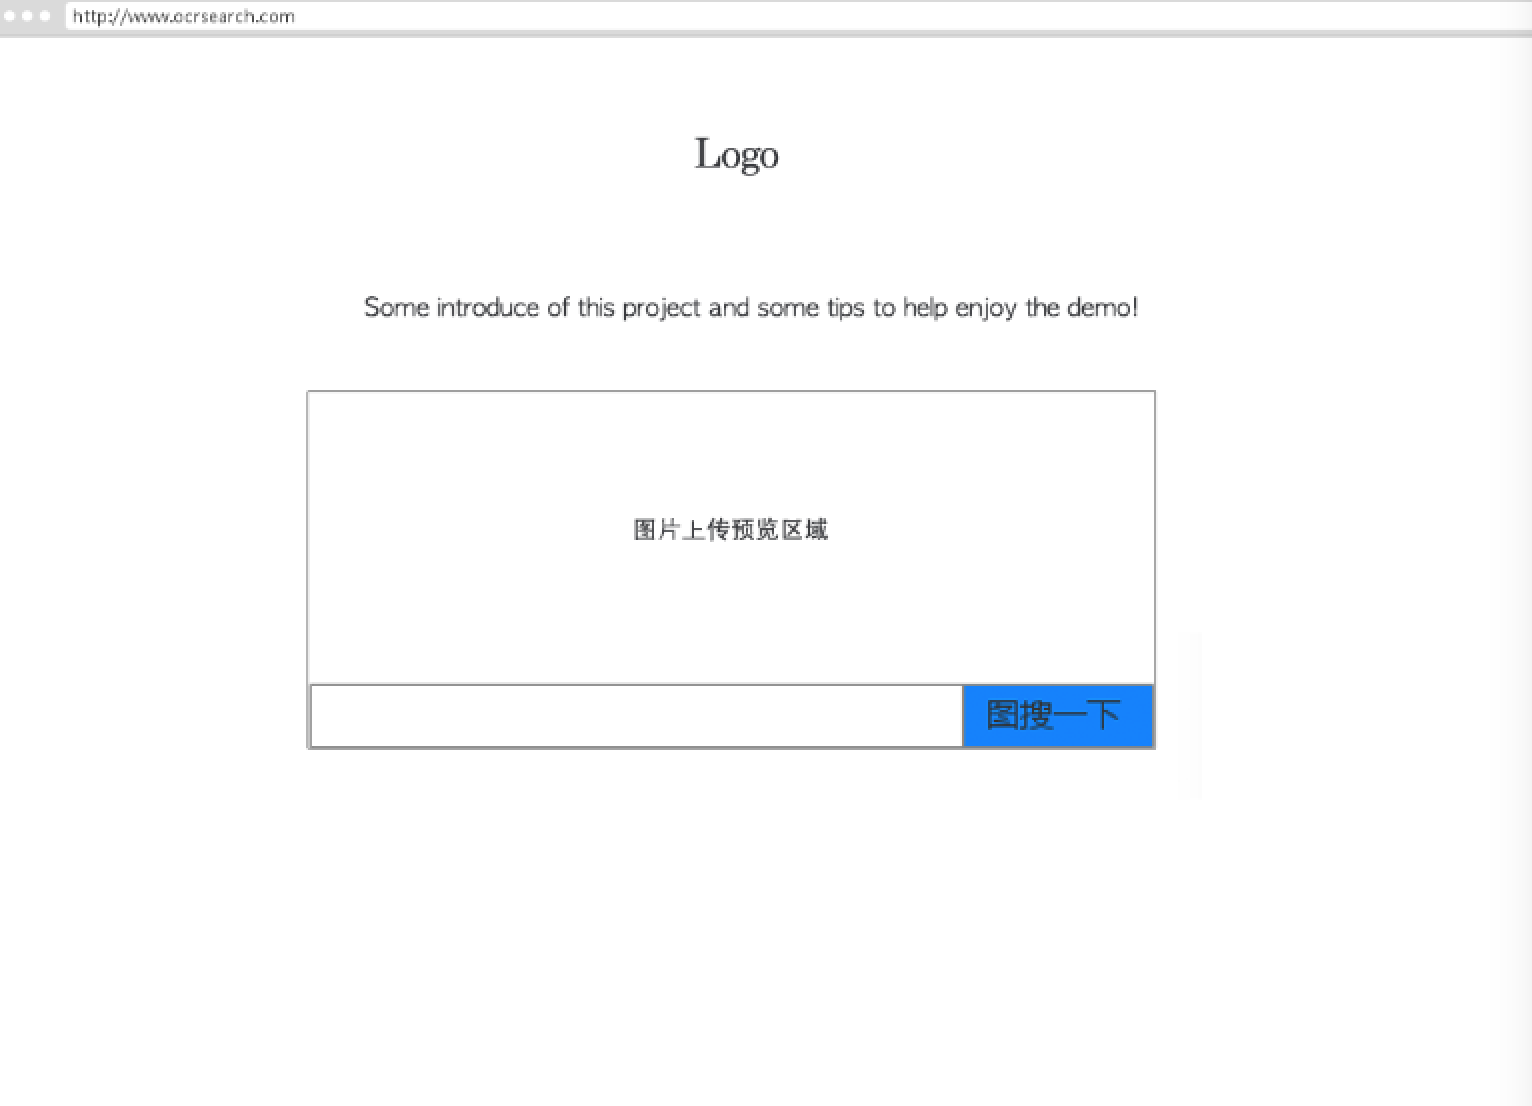 http://www.ocrsearch.com
Logo
Some introduce of this project and some tips to help enjoy the demo!
图片上传预览区域
图搜一下